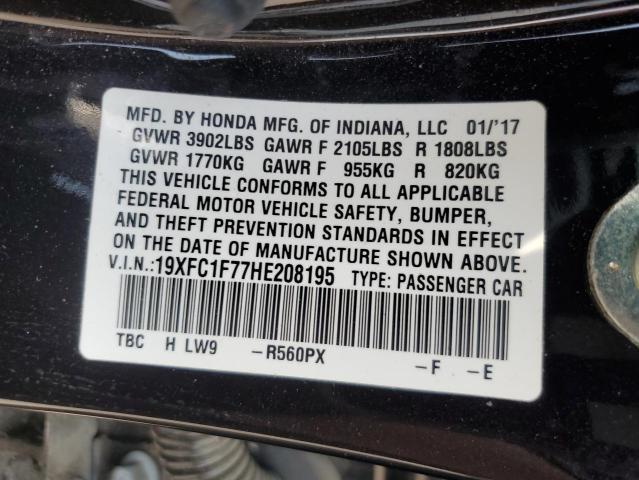 MFD. BY HONDA MFG. OF INDIANA, LLC 01/'17
GVWR 3902LBS GAWR F 2105LBS R 1808LBS
GVWR 1770KG GAWR F 955KG R 820KG
THIS VEHICLE CONFORMS TO ALL APPLICABLE
FEDERAL MOTOR VEHICLE SAFETY, BUMPER,
AND THEFT PREVENTION STANDARDS IN EFFECT
ON THE DATE OF MANUFACTURE SHOWN ABOVE.
V.I.N.:19XFC1F77HE208195 TYPE: PASSENGER CAR
TBC H LW9 -R560PX -F -E